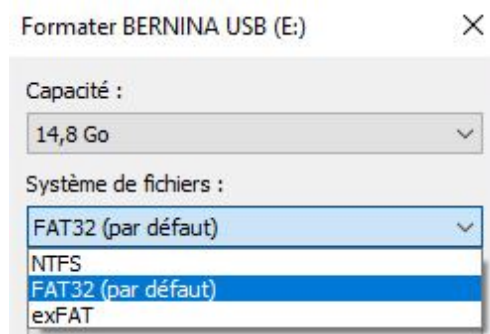 Formater BERNINA USB (E:)
Capacité :
14,8 Go
Système de fichiers :
FAT32 (par défaut)
NTFS
FAT32 (par défaut)
exFAT